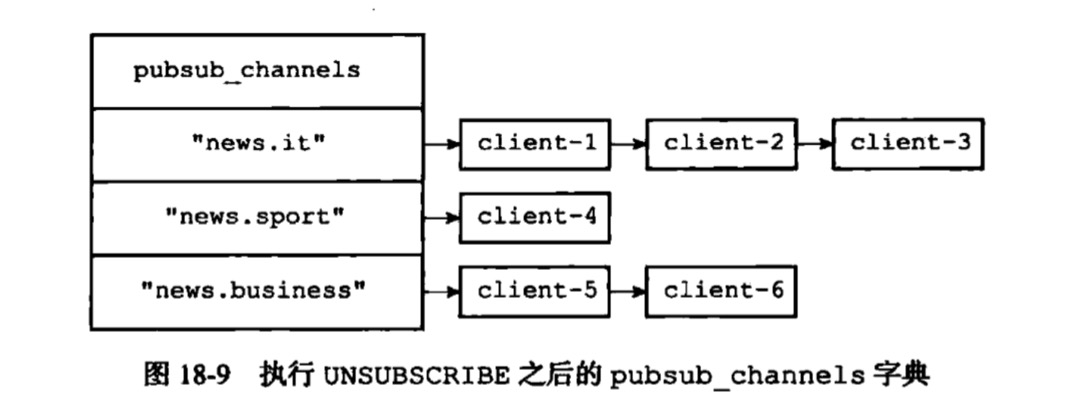 pubsub_channels
"news.it" client-1 client-2 client-3
"news.sport" client-4
"news.business" client-5 client-6
图 18-9 执行 UNSUBSCRIBE 之后的 pubsub_channels 字典